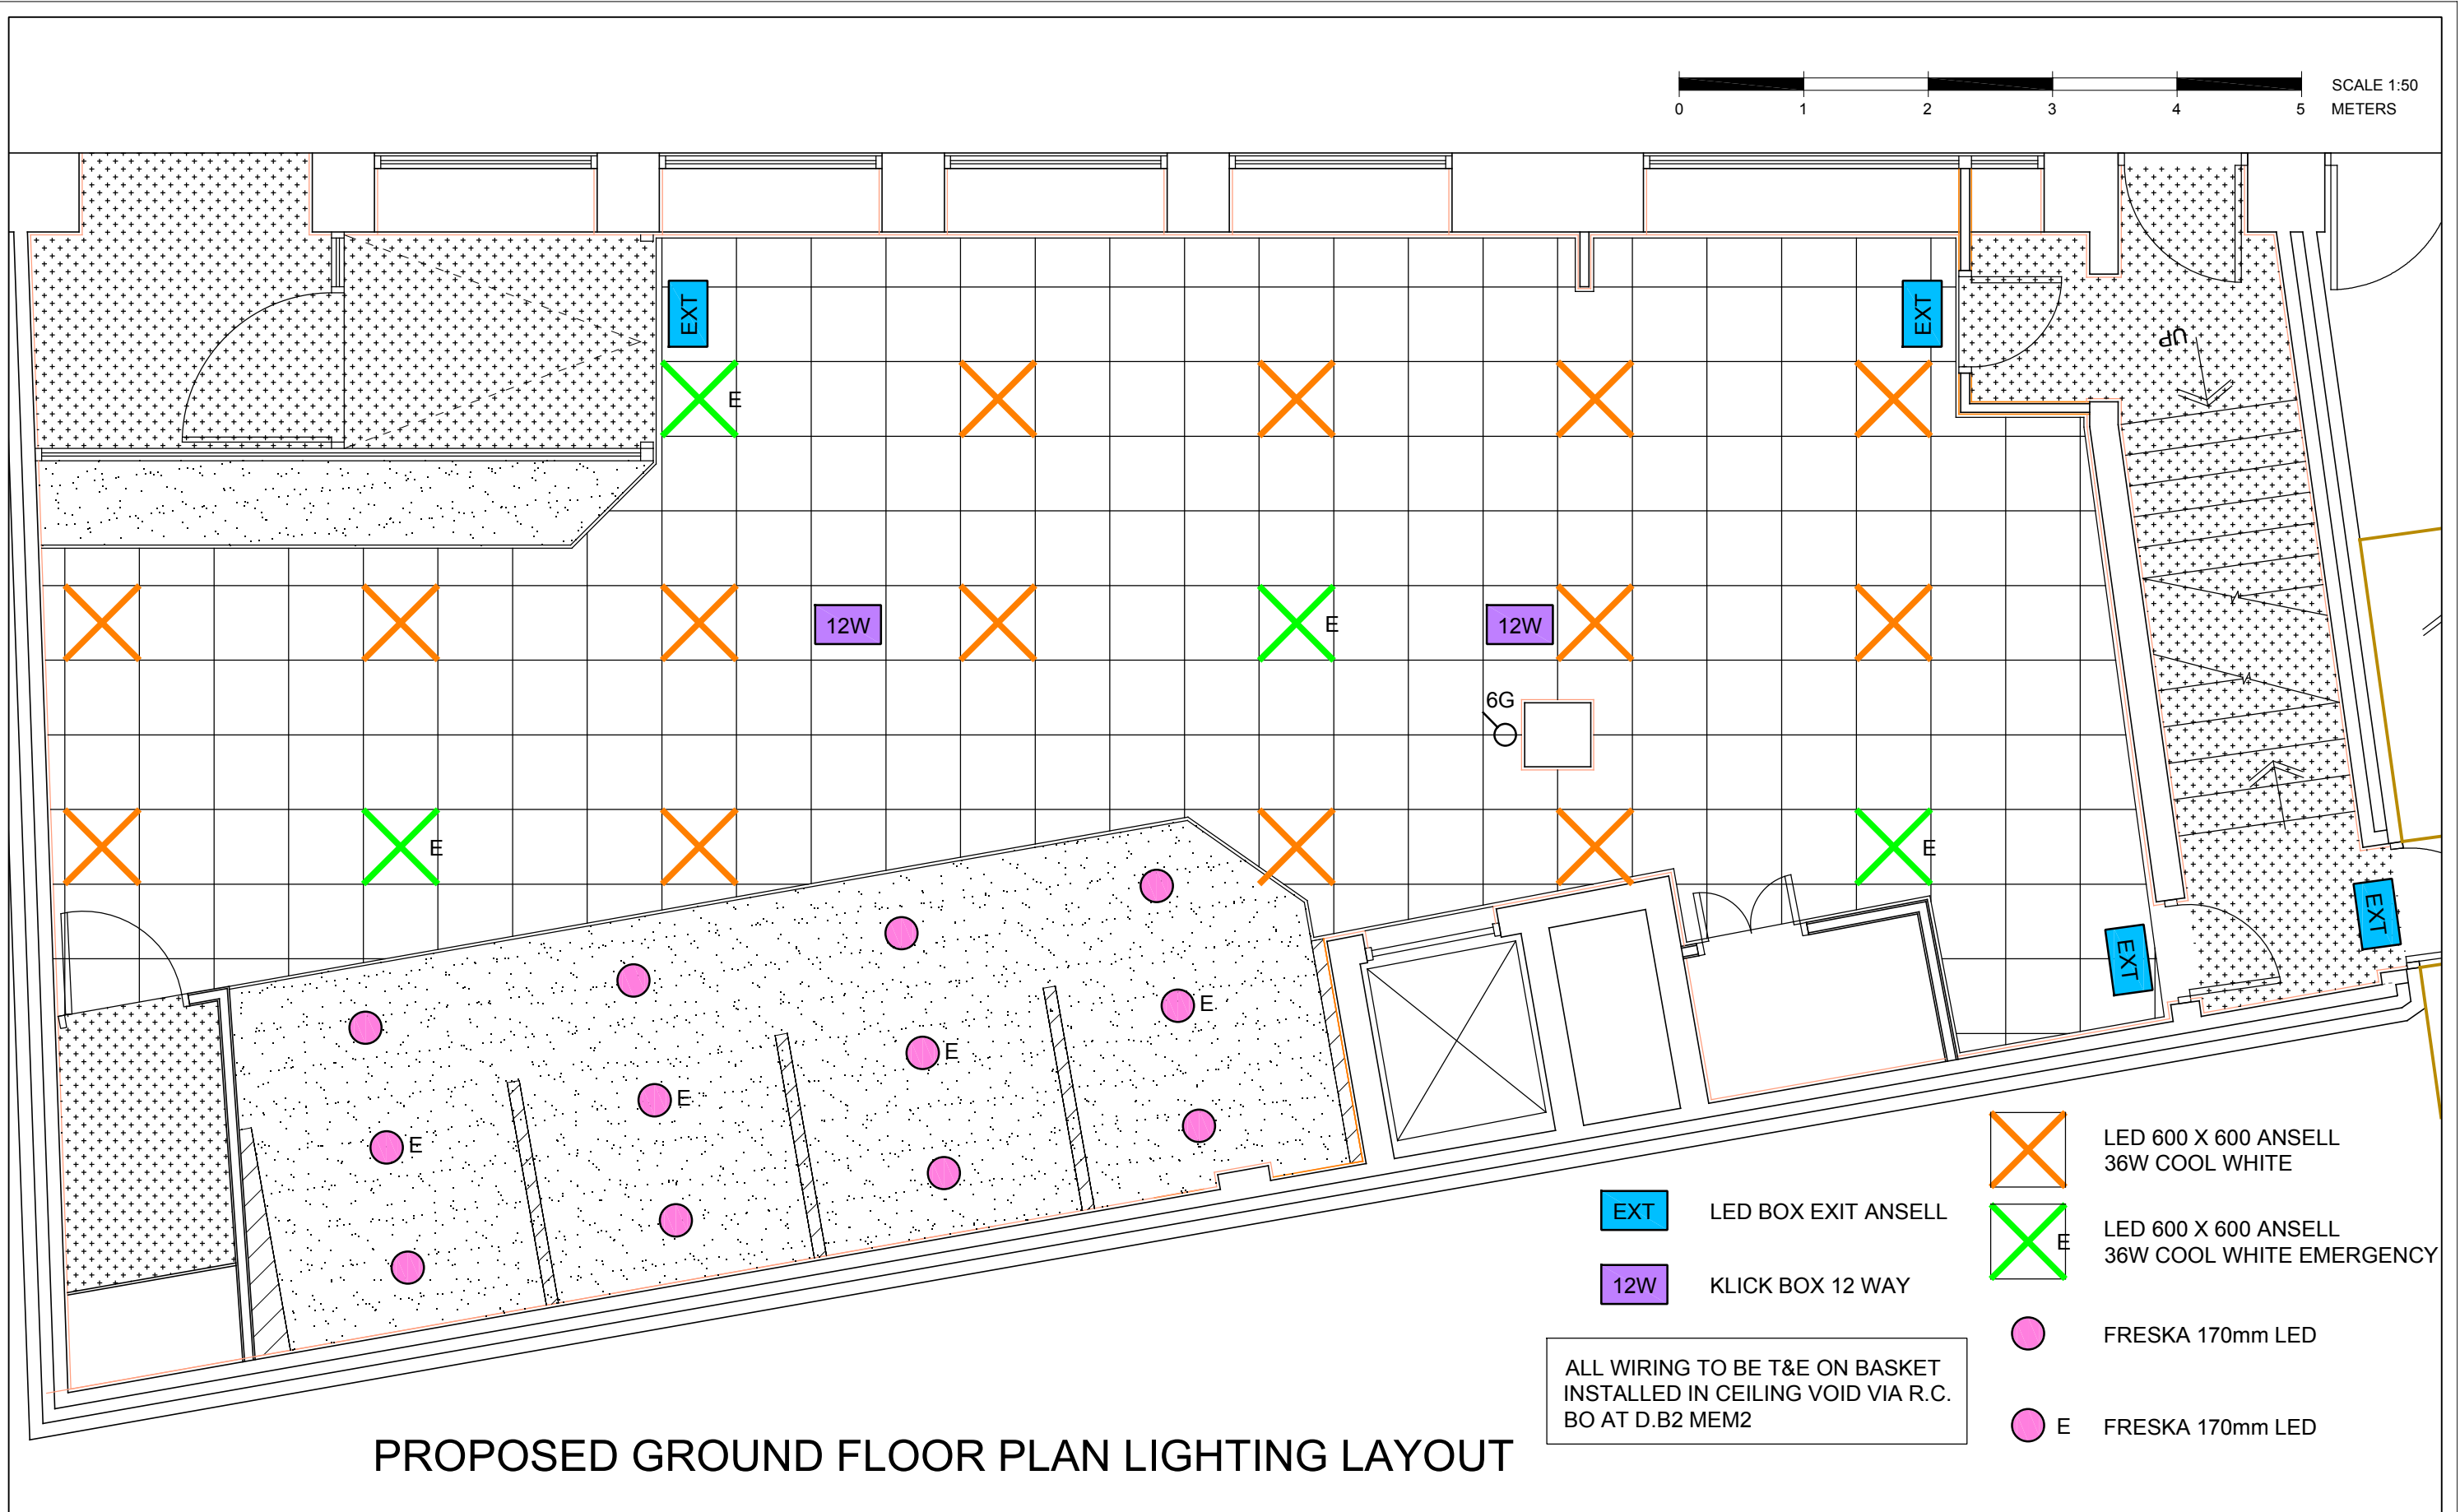 SCALE 1:50
0 1 2 3 4 5 METERS
EXT
EXT
UP
E
12W
E
12W
6G
E
E
EXT
EXT
E
E
E
E
LED 600 X 600 ANSELL
36W COOL WHITE
EXT LED BOX EXIT ANSELL
E LED 600 X 600 ANSELL
36W COOL WHITE EMERGENCY
12W KLICK BOX 12 WAY
FRESKA 170mm LED
ALL WIRING TO BE T&E ON BASKET
INSTALLED IN CEILING VOID VIA R.C.
BO AT D.B2 MEM2
E FRESKA 170mm LED
PROPOSED GROUND FLOOR PLAN LIGHTING LAYOUT